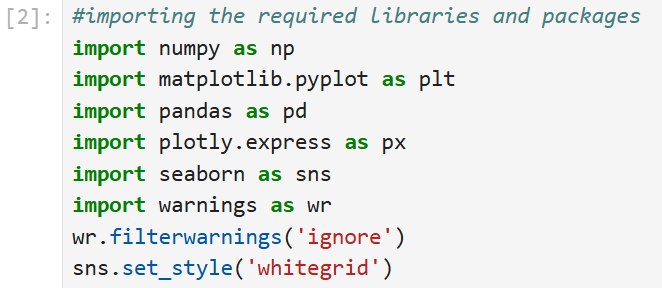 [2]: #importing the required libraries and packages
import numpy as np
import matplotlib.pyplot as plt
import pandas as pd
import plotly.express as px
import seaborn as sns
import warnings as wr
wr.filterwarnings('ignore')
sns.set_style('whitegrid')